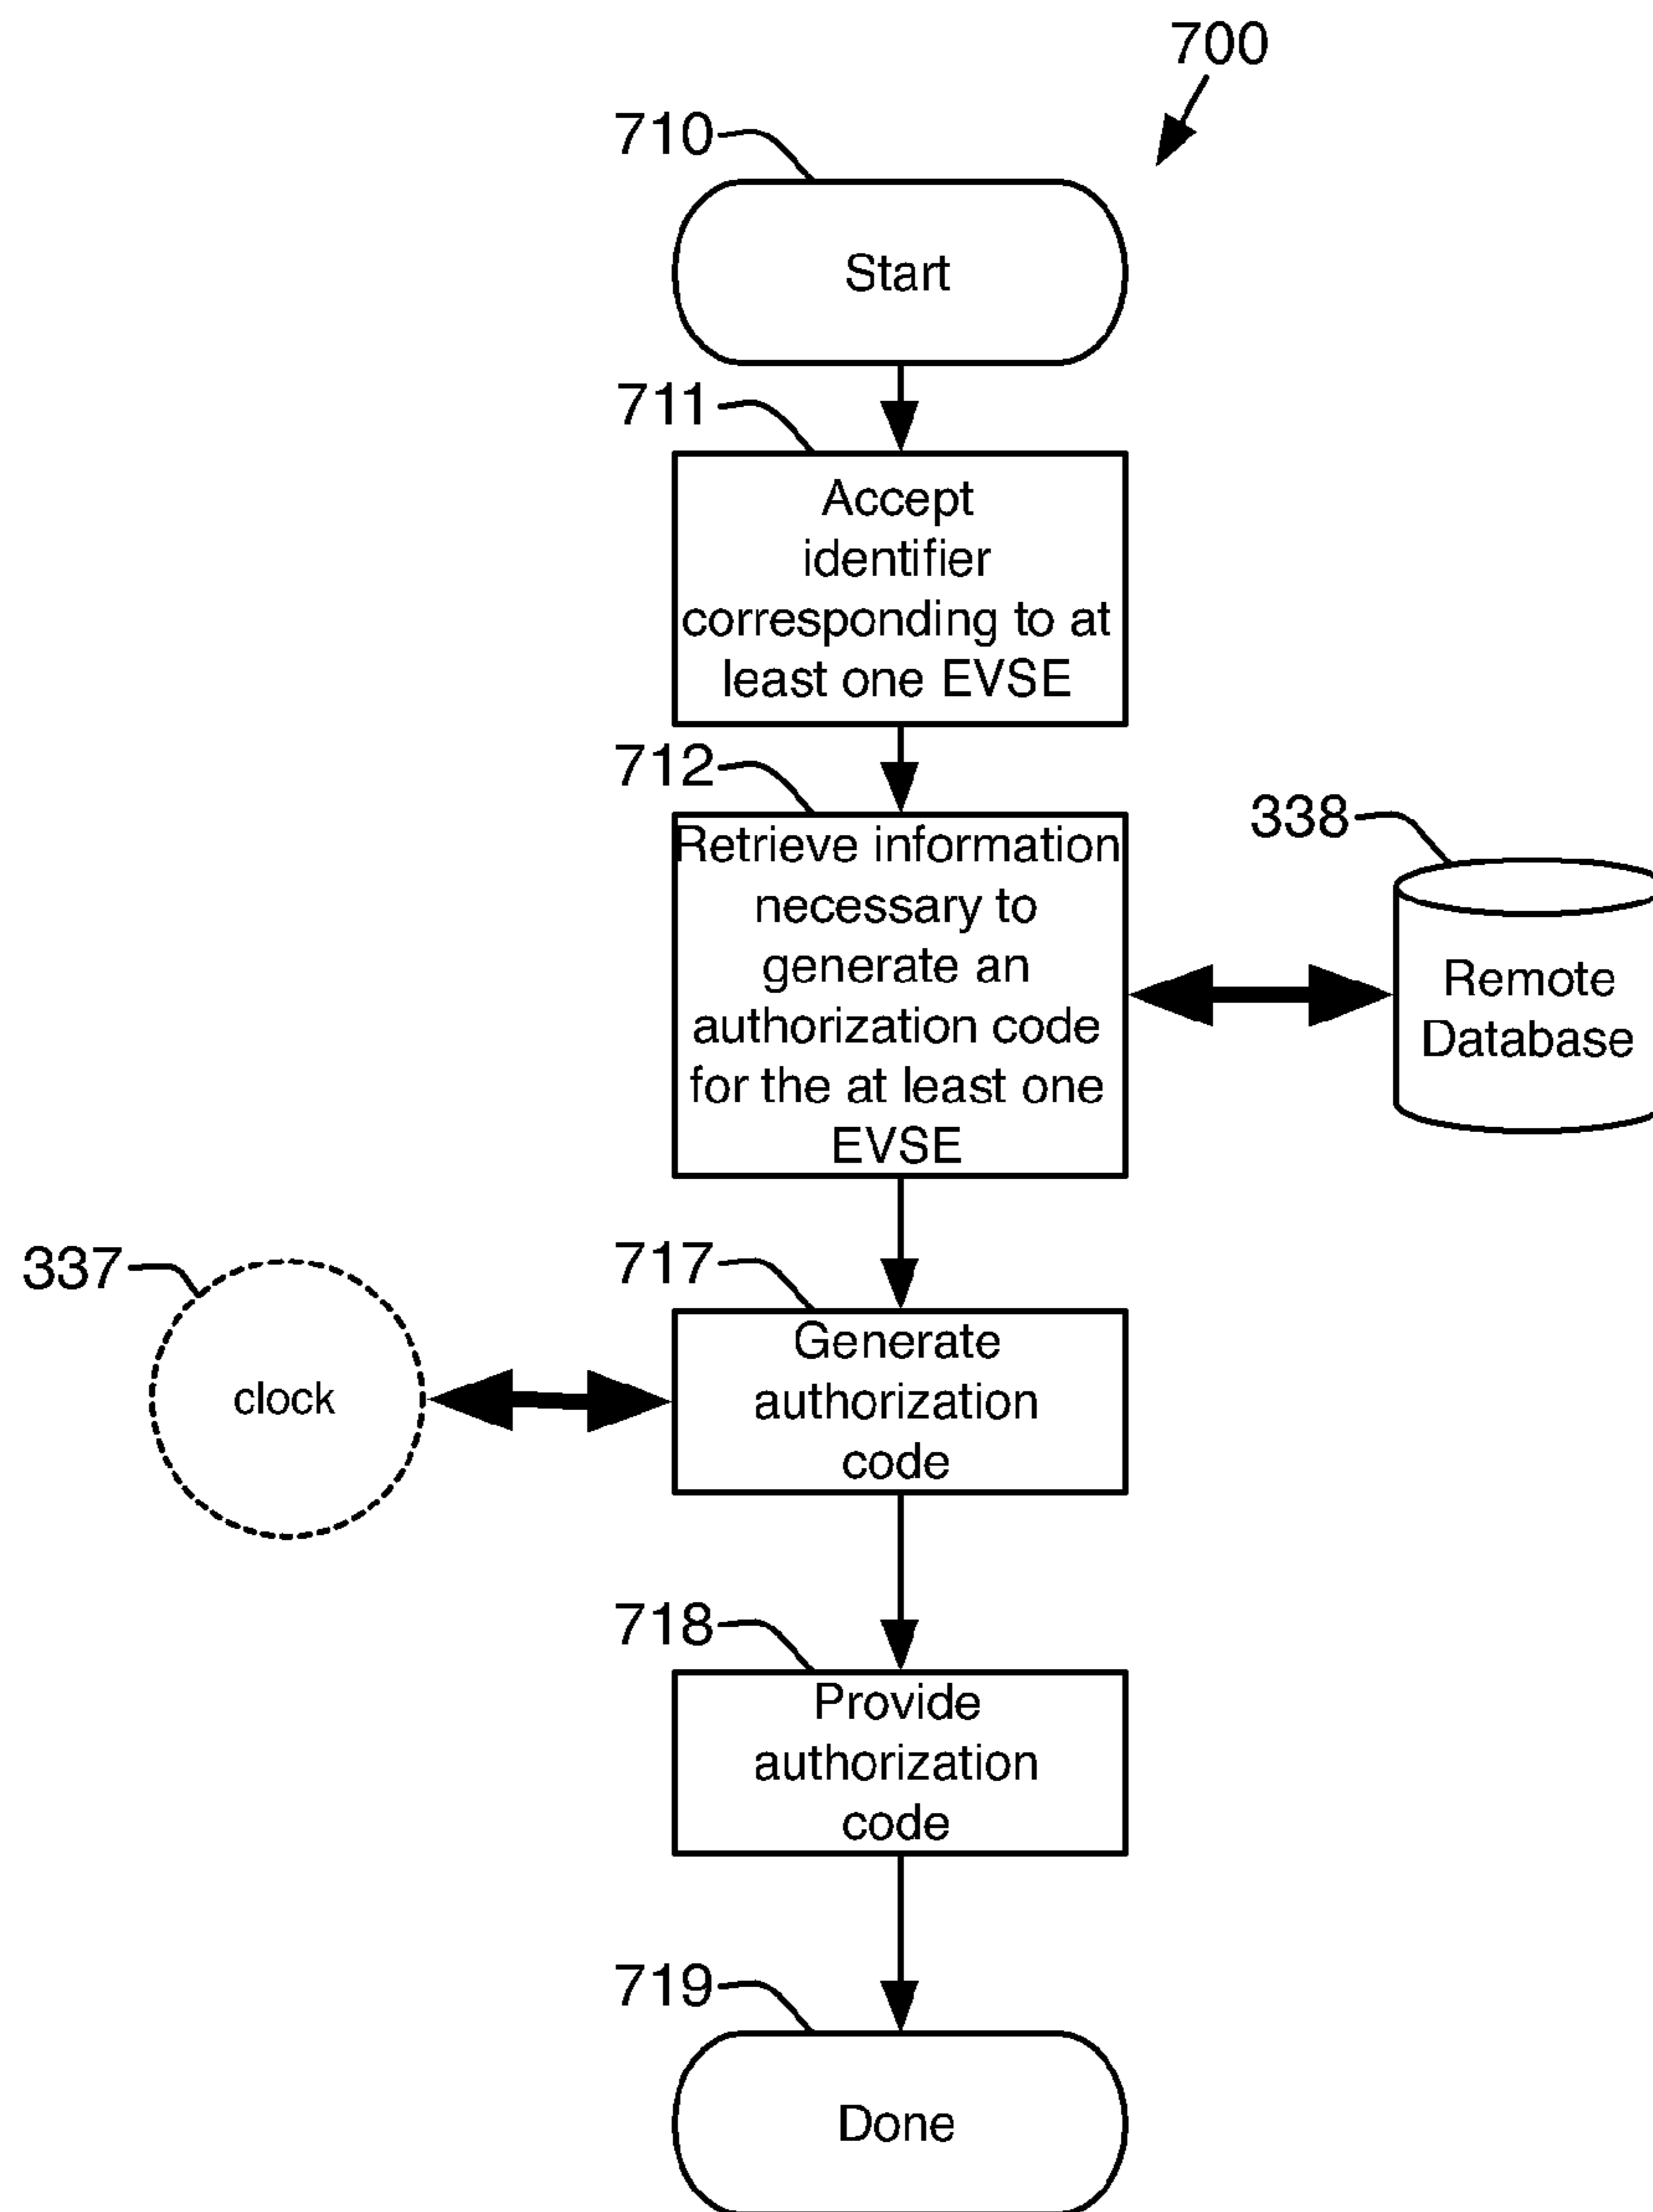 700
710
Start
711
Accept
identifier
corresponding to at
least one EVSE
712
Retrieve information
necessary to
generate an
authorization code
for the at least one
EVSE
338
Remote
Database
717
Generate
authorization
code
337
clock
718
Provide
authorization
code
719
Done